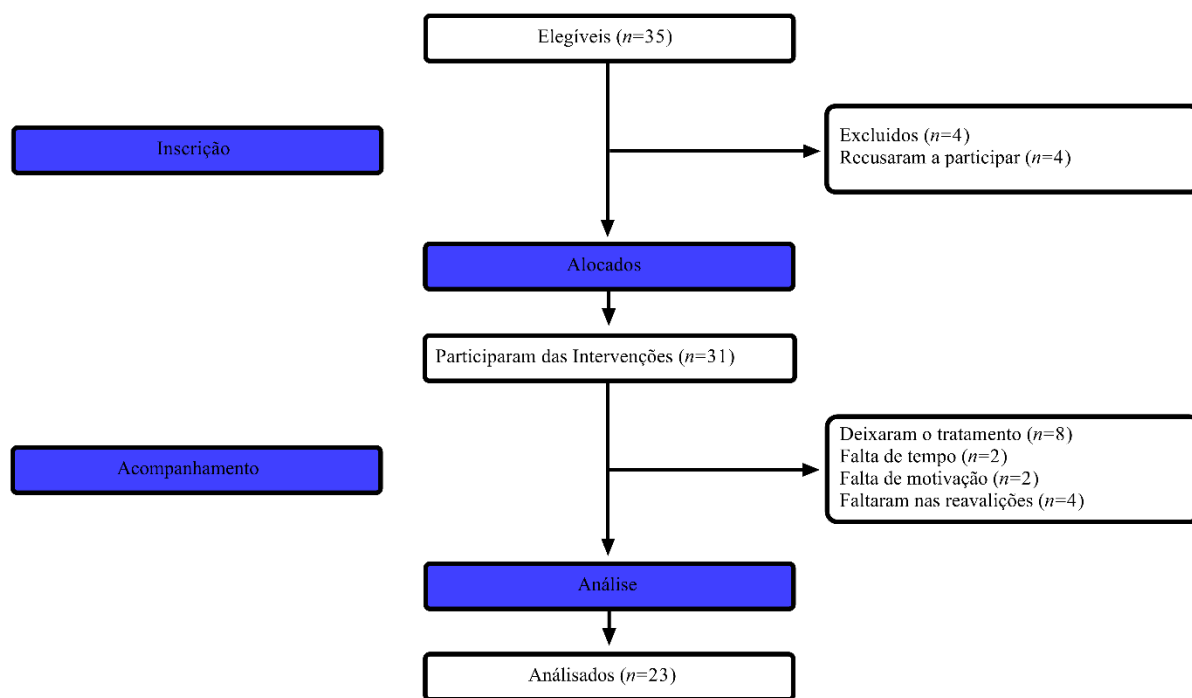 Elegíveis (n=35)
Inscrição
Excluidos (n=4)
Recusaram a participar (n=4)
Alocados
Participaram das Intervenções (n=31)
Acompanhamento
Deixaram o tratamento (n=8)
Falta de tempo (n=2)
Falta de motivação (n=2)
Faltaram nas reavalições (n=4)
Análise
Análisados (n=23)